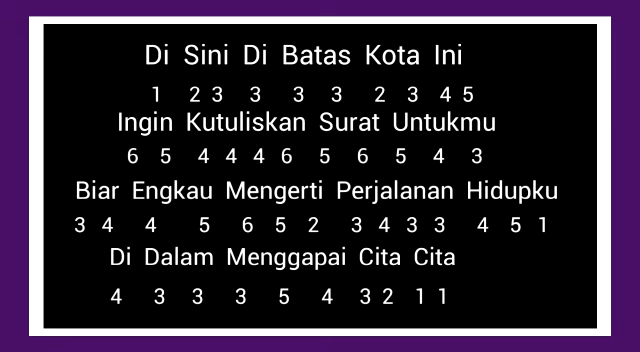 Di Sini Di Batas Kota Ini
1 2 3 3 3 3 2 3 4 5
Ingin Kutuliskan Surat Untukmu
6 5 4 4 4 6 5 6 5 4 3
Biar Engkau Mengerti Perjalanan Hidupku
3 4 4 5 6 5 2 3 4 3 3 4 5 1
Di Dalam Menggapai Cita Cita
4 3 3 3 5 4 3 2 1 1